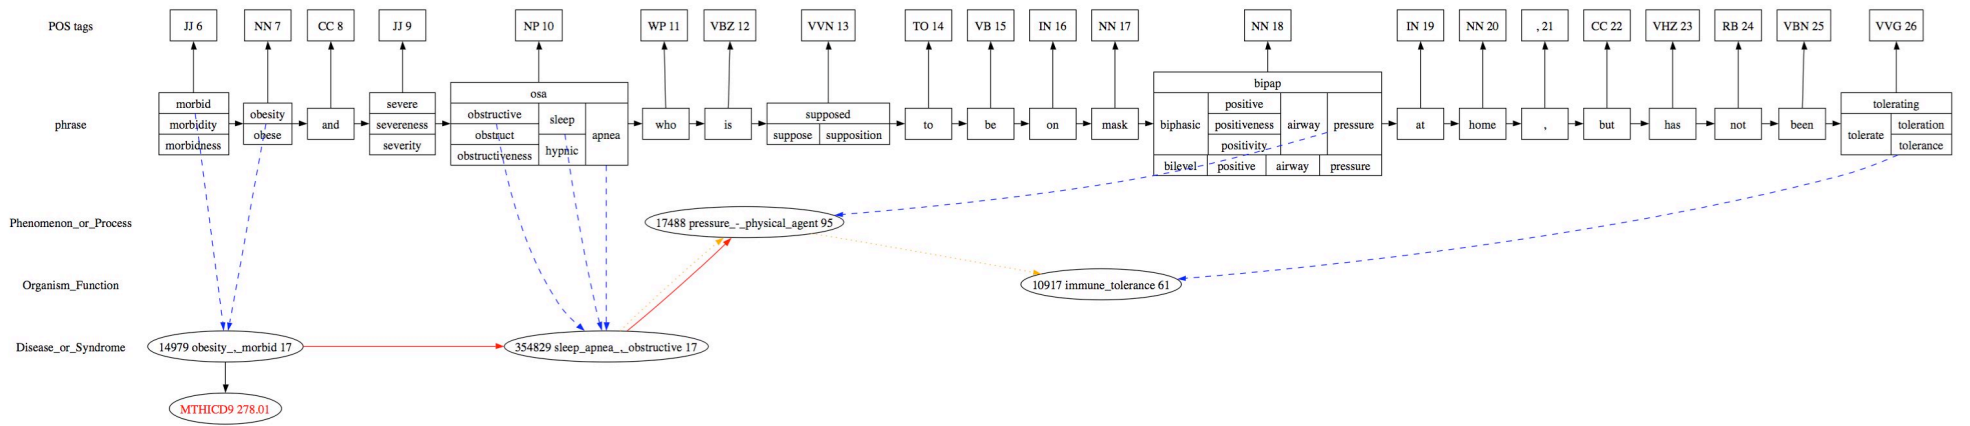 POS tags JJ 6 NN 7 CC 8 JJ 9 NP 10 WP 11 VBZ 12 VVN 13 TO 14 VB 15 IN 16 NN 17 NN 18 IN 19 NN 20 , 21 CC 22 VHZ 23 RB 24 VBN 25 VVG 26
phrase
morbid
morbidity
morbidness
obesity
obese
and
severe
severeness
severity
osa
obstructive
obstruct
obstructiveness
sleep
hypnic
apnea
who
is
supposed
suppose supposition
to
be
on
mask
bipap
biphasic
positive
positiveness
positivity
airway
pressure
bilevel positive airway pressure
at
home
,
but
has
not
been
tolerating
tolerate
toleration
tolerance
Phenomenon_or_Process
17488 pressure_-_physical_agent 95
Organism_Function
10917 immune_tolerance 61
Disease_or_Syndrome
14979 obesity_,_morbid 17
354829 sleep_apnea_,_obstructive 17
MTHICD9 278.01